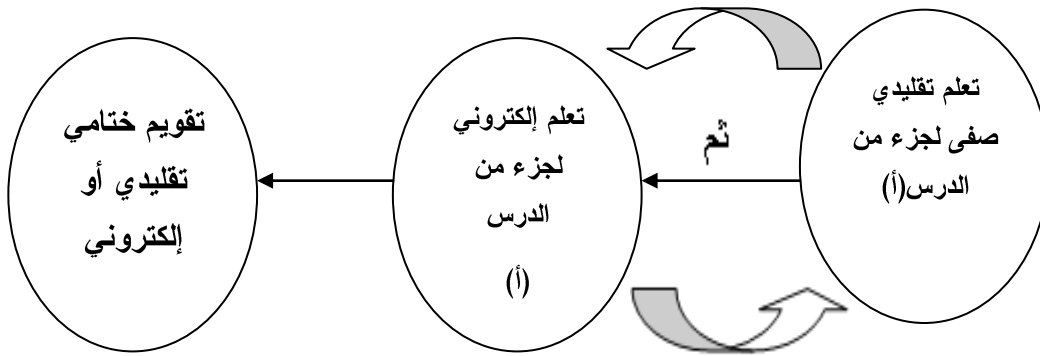 تعلم تقليدي
صفى لجزء من
الدرس(أ)
ثم
تعلم إلكتروني
لجزء من
الدرس
(أ)
تقويم ختامي
تقليدي أو
إلكتروني